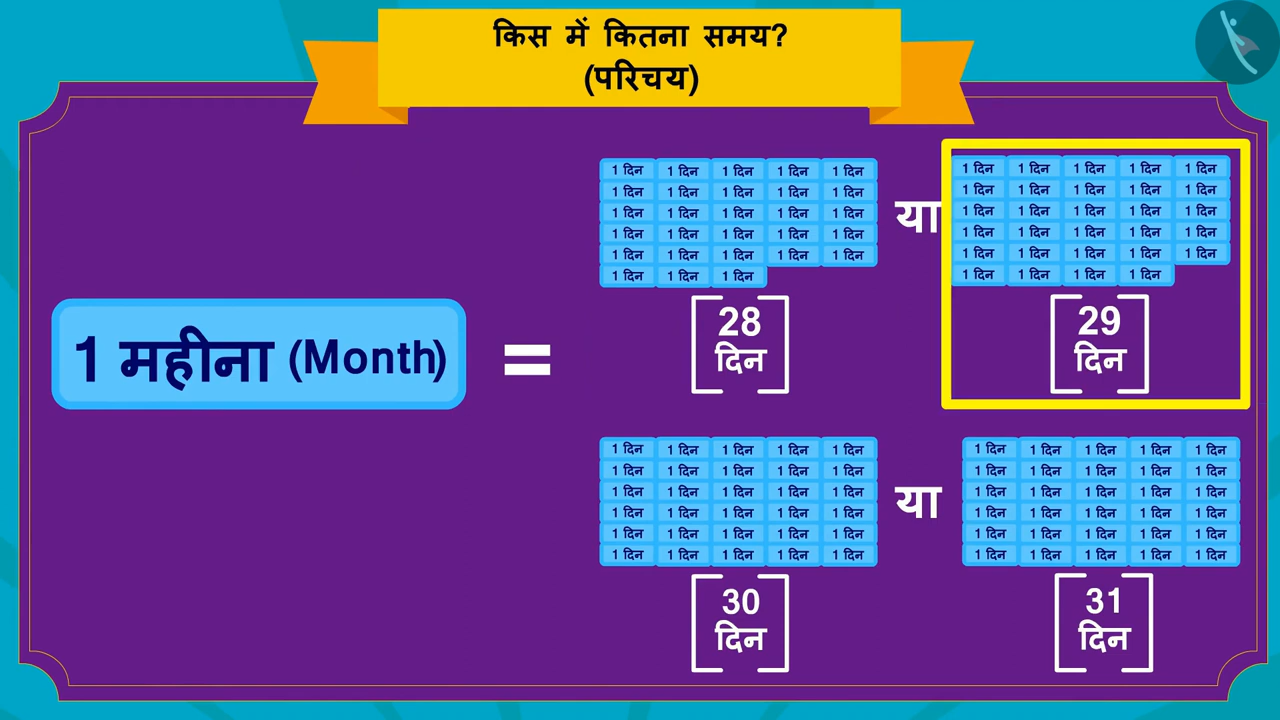 किस में कितना समय?
(परिचय)
1 महीना (Month)
=
1 दिन 1 दिन 1 दिन 1 दिन 1 दिन
1 दिन 1 दिन 1 दिन 1 दिन 1 दिन
1 दिन 1 दिन 1 दिन 1 दिन 1 दिन
1 दिन 1 दिन 1 दिन 1 दिन 1 दिन
1 दिन 1 दिन 1 दिन 1 दिन 1 दिन
1 दिन 1 दिन 1 दिन
[28
दिन]
या
1 दिन 1 दिन 1 दिन 1 दिन 1 दिन
1 दिन 1 दिन 1 दिन 1 दिन 1 दिन
1 दिन 1 दिन 1 दिन 1 दिन 1 दिन
1 दिन 1 दिन 1 दिन 1 दिन 1 दिन
1 दिन 1 दिन 1 दिन 1 दिन 1 दिन
1 दिन 1 दिन 1 दिन 1 दिन
[29
दिन]
1 दिन 1 दिन 1 दिन 1 दिन 1 दिन
1 दिन 1 दिन 1 दिन 1 दिन 1 दिन
1 दिन 1 दिन 1 दिन 1 दिन 1 दिन
1 दिन 1 दिन 1 दिन 1 दिन 1 दिन
1 दिन 1 दिन 1 दिन 1 दिन 1 दिन
1 दिन 1 दिन 1 दिन 1 दिन 1 दिन
[30
दिन]
या
1 दिन 1 दिन 1 दिन 1 दिन 1 दिन
1 दिन 1 दिन 1 दिन 1 दिन 1 दिन
1 दिन 1 दिन 1 दिन 1 दिन 1 दिन
1 दिन 1 दिन 1 दिन 1 दिन 1 दिन
1 दिन 1 दिन 1 दिन 1 दिन 1 दिन
1 दिन 1 दिन 1 दिन 1 दिन 1 दिन
[31
दिन]